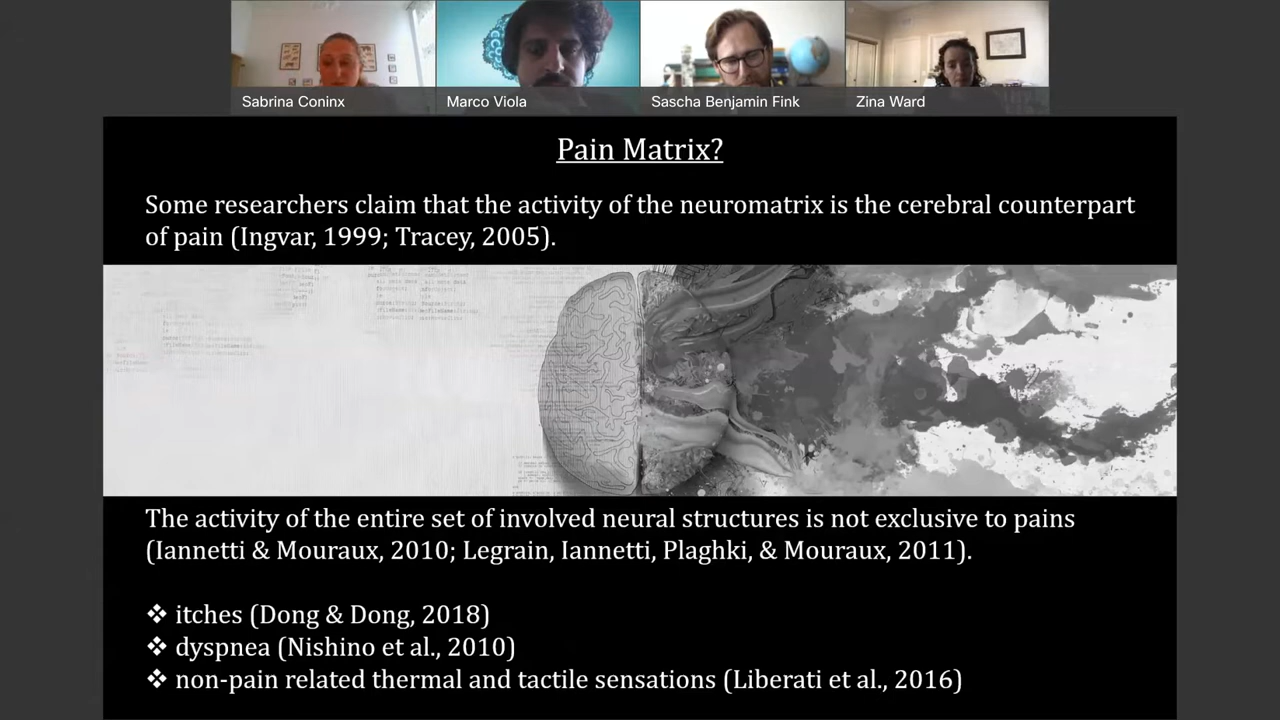 Sabrina Coninx
Marco Viola
Sascha Benjamin Fink
Zina Ward
Pain Matrix?
Some researchers claim that the activity of the neuromatrix is the cerebral counterpart
of pain (Ingvar, 1999; Tracey, 2005).
The activity of the entire set of involved neural structures is not exclusive to pains
(Iannetti & Mouraux, 2010; Legrain, Iannetti, Plaghki, & Mouraux, 2011).
❖ itches (Dong & Dong, 2018)
❖ dyspnea (Nishino et al., 2010)
❖ non-pain related thermal and tactile sensations (Liberati et al., 2016)